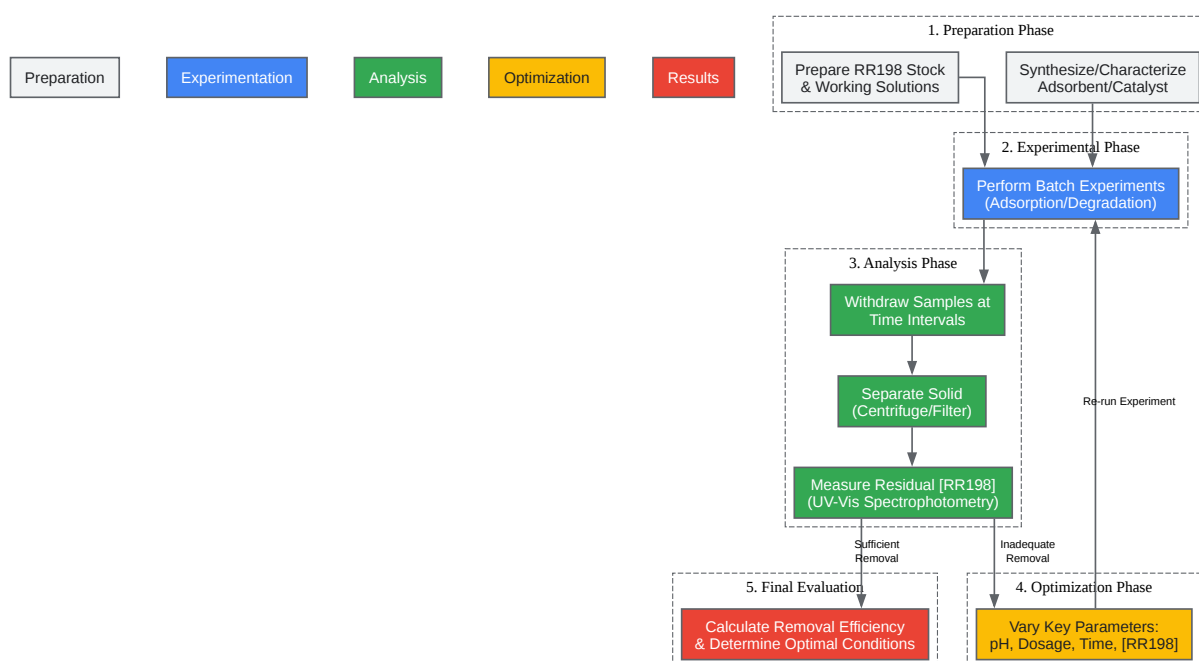 Preparation
Experimentation
Analysis
Optimization
Results
1. Preparation Phase
Prepare RR198 Stock
& Working Solutions
Synthesize/Characterize
Adsorbent/Catalyst
2. Experimental Phase
Perform Batch Experiments
(Adsorption/Degradation)
3. Analysis Phase
Withdraw Samples at
Time Intervals
Separate Solid
(Centrifuge/Filter)
Re-run Experiment
Measure Residual [RR198]
(UV-Vis Spectrophotometry)
Sufficient
Removal
Inadequate
Removal
5. Final Evaluation
Calculate Removal Efficiency
& Determine Optimal Conditions
4. Optimization Phase
Vary Key Parameters:
pH, Dosage, Time, [RR198]